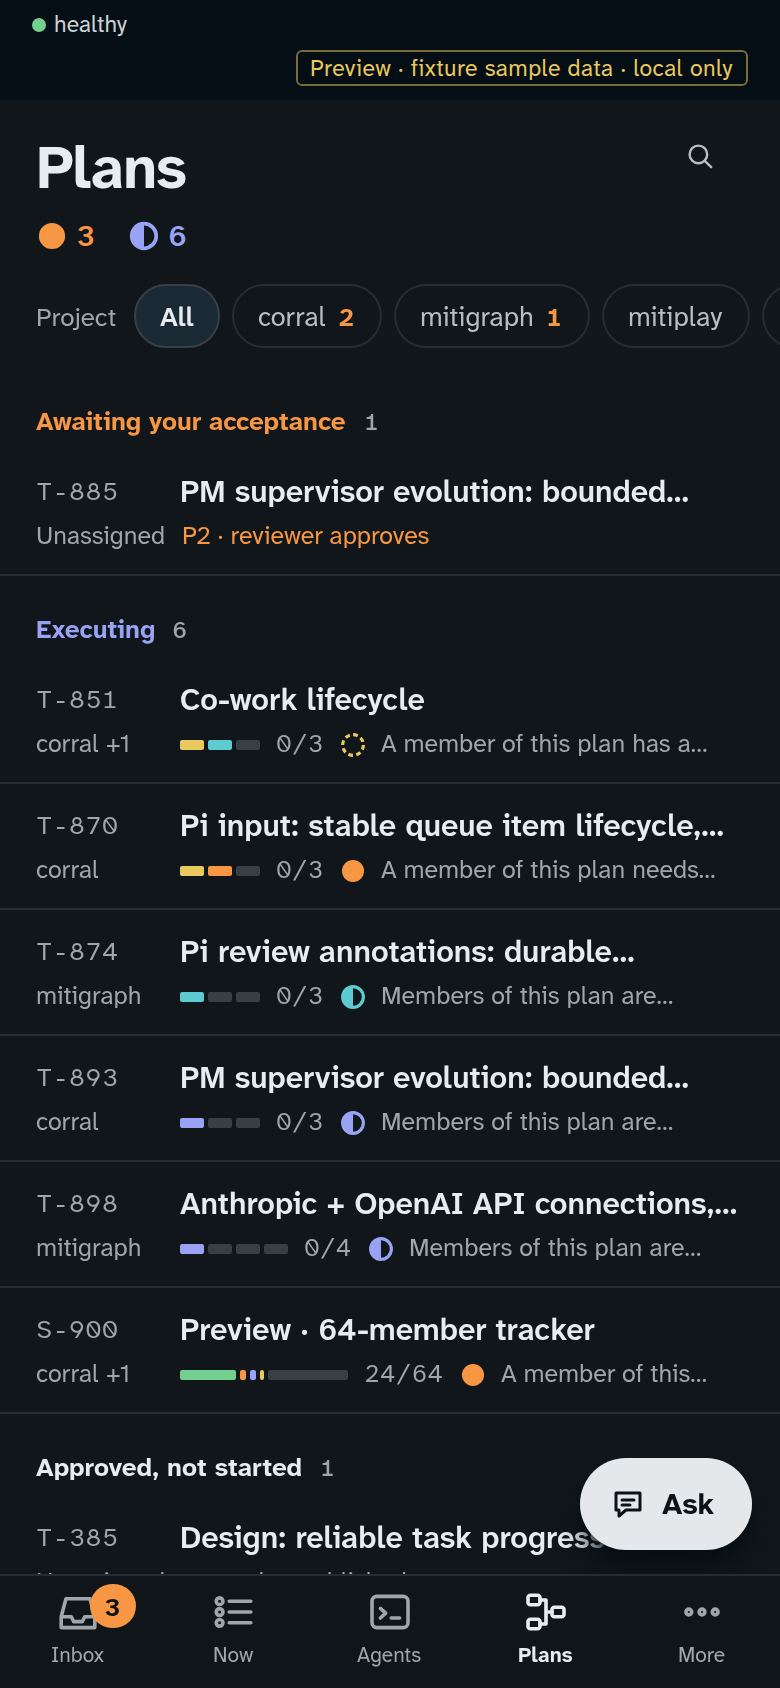 healthy
Preview · fixture sample data · local only
Plans
3 6
Project All corral 2 mitigraph 1 mitiplay
Awaiting your acceptance 1
T-885 PM supervisor evolution: bounded...
Unassigned P2 · reviewer approves
Executing 6
T-851 Co-work lifecycle
corral +1 0/3 A member of this plan has a...
T-870 Pi input: stable queue item lifecycle,...
corral 0/3 A member of this plan needs...
T-874 Pi review annotations: durable...
mitigraph 0/3 Members of this plan are...
T-893 PM supervisor evolution: bounded...
corral 0/3 Members of this plan are...
T-898 Anthropic + OpenAI API connections,...
mitigraph 0/4 Members of this plan are...
S-900 Preview · 64-member tracker
corral +1 24/64 A member of this...
Approved, not started 1
T-385 Design: reliable task progress
Ask
3
Inbox Now Agents Plans More